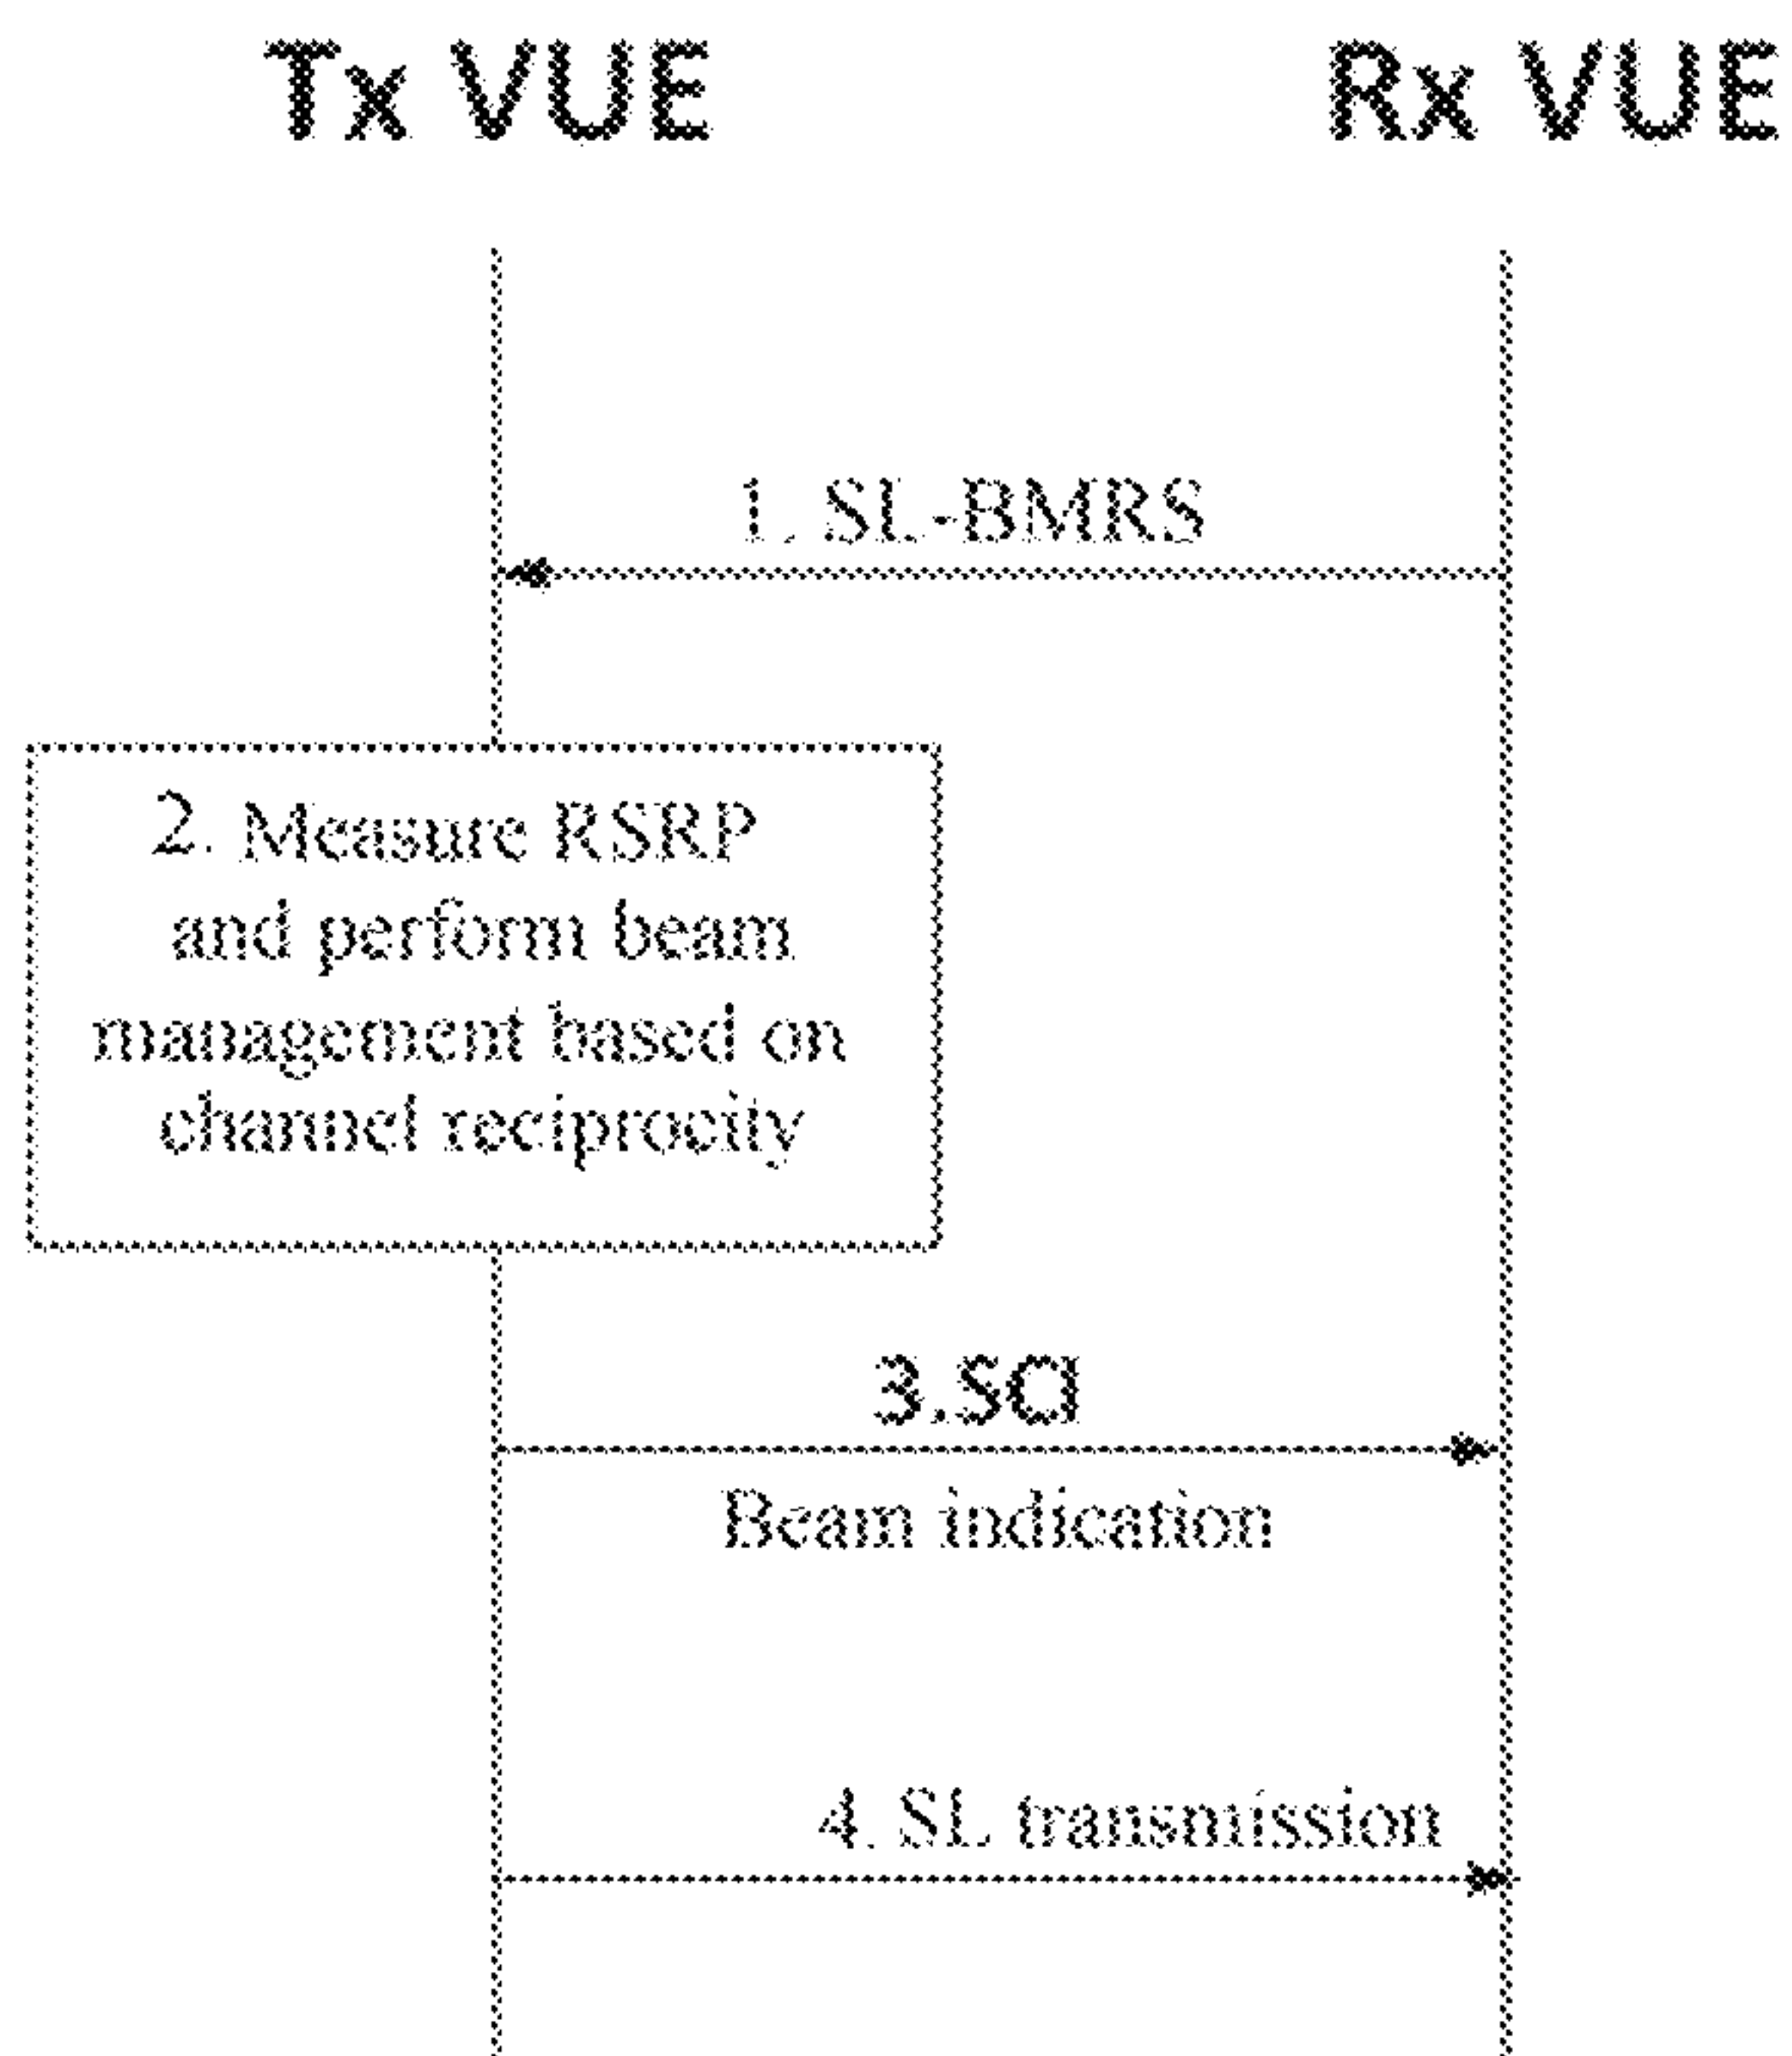 Tx VUE
Rx VUE
1. SL-BMRS
2. Measure RSRP
and perform beam
management based on
channel reciprocity
3.SCI
Beam indication
4. SL transmission